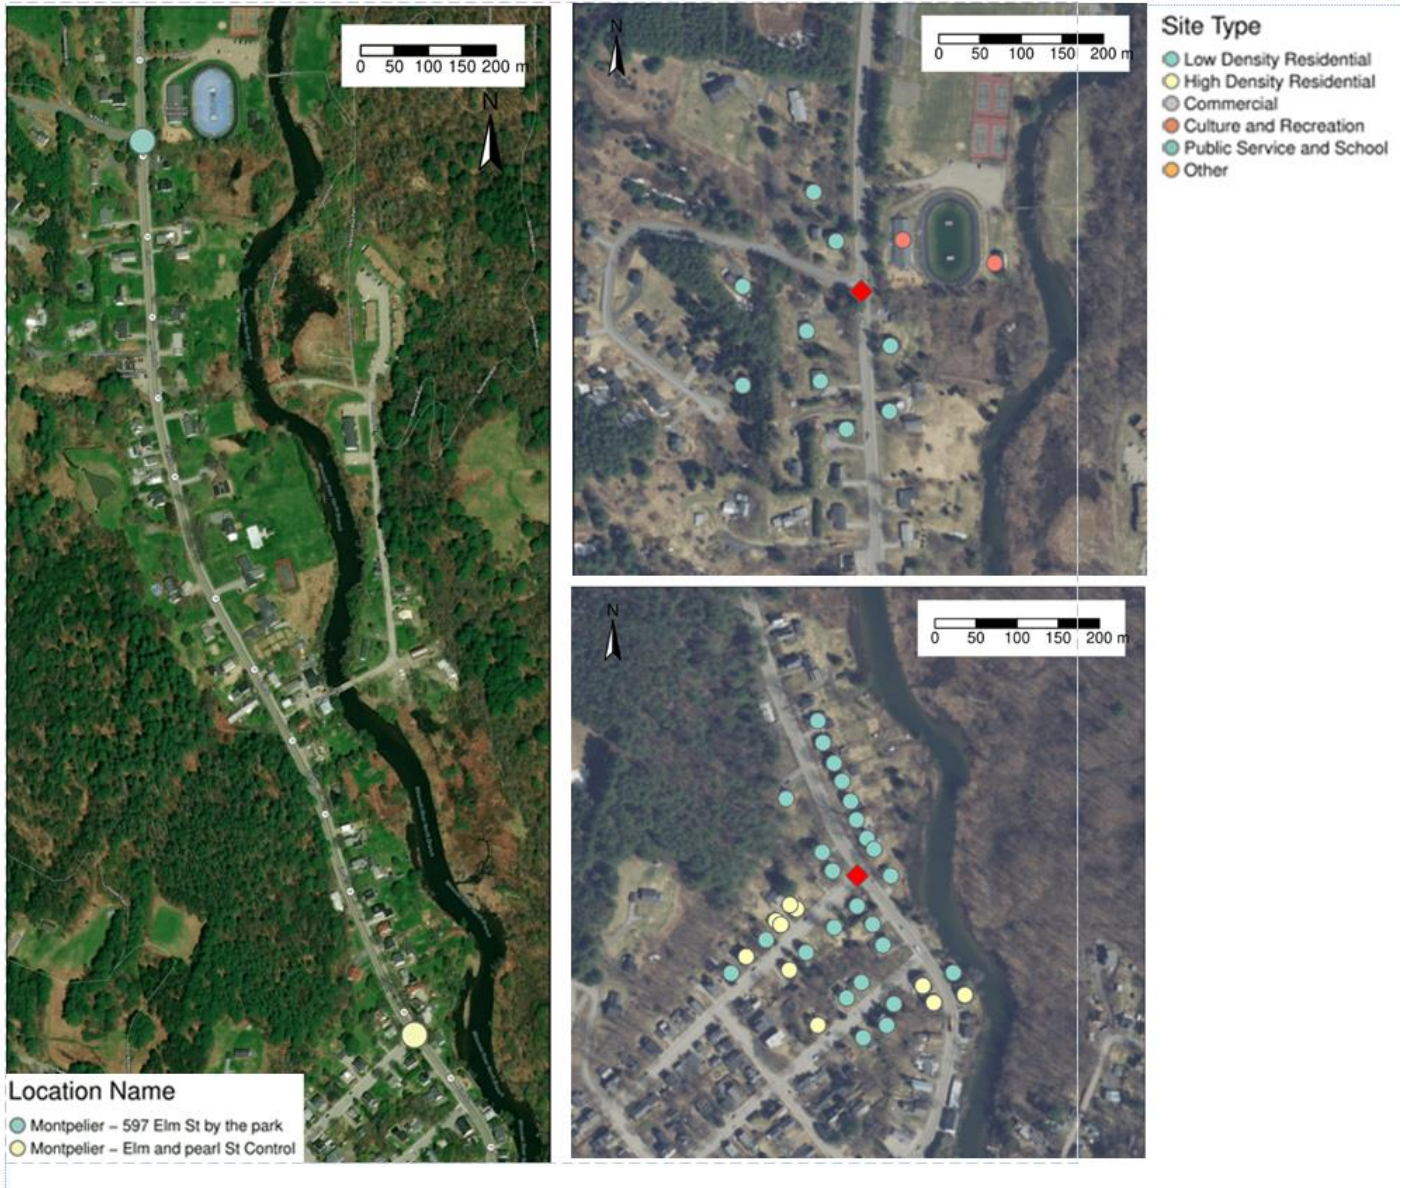 0 50 100 150 200 m
N
Location Name
Montpelier – 597 Elm St by the park
Montpelier – Elm and pearl St Control
N
0 50 100 150 200 m
N
0 50 100 150 200 m
Site Type
Low Density Residential
High Density Residential
Commercial
Culture and Recreation
Public Service and School
Other